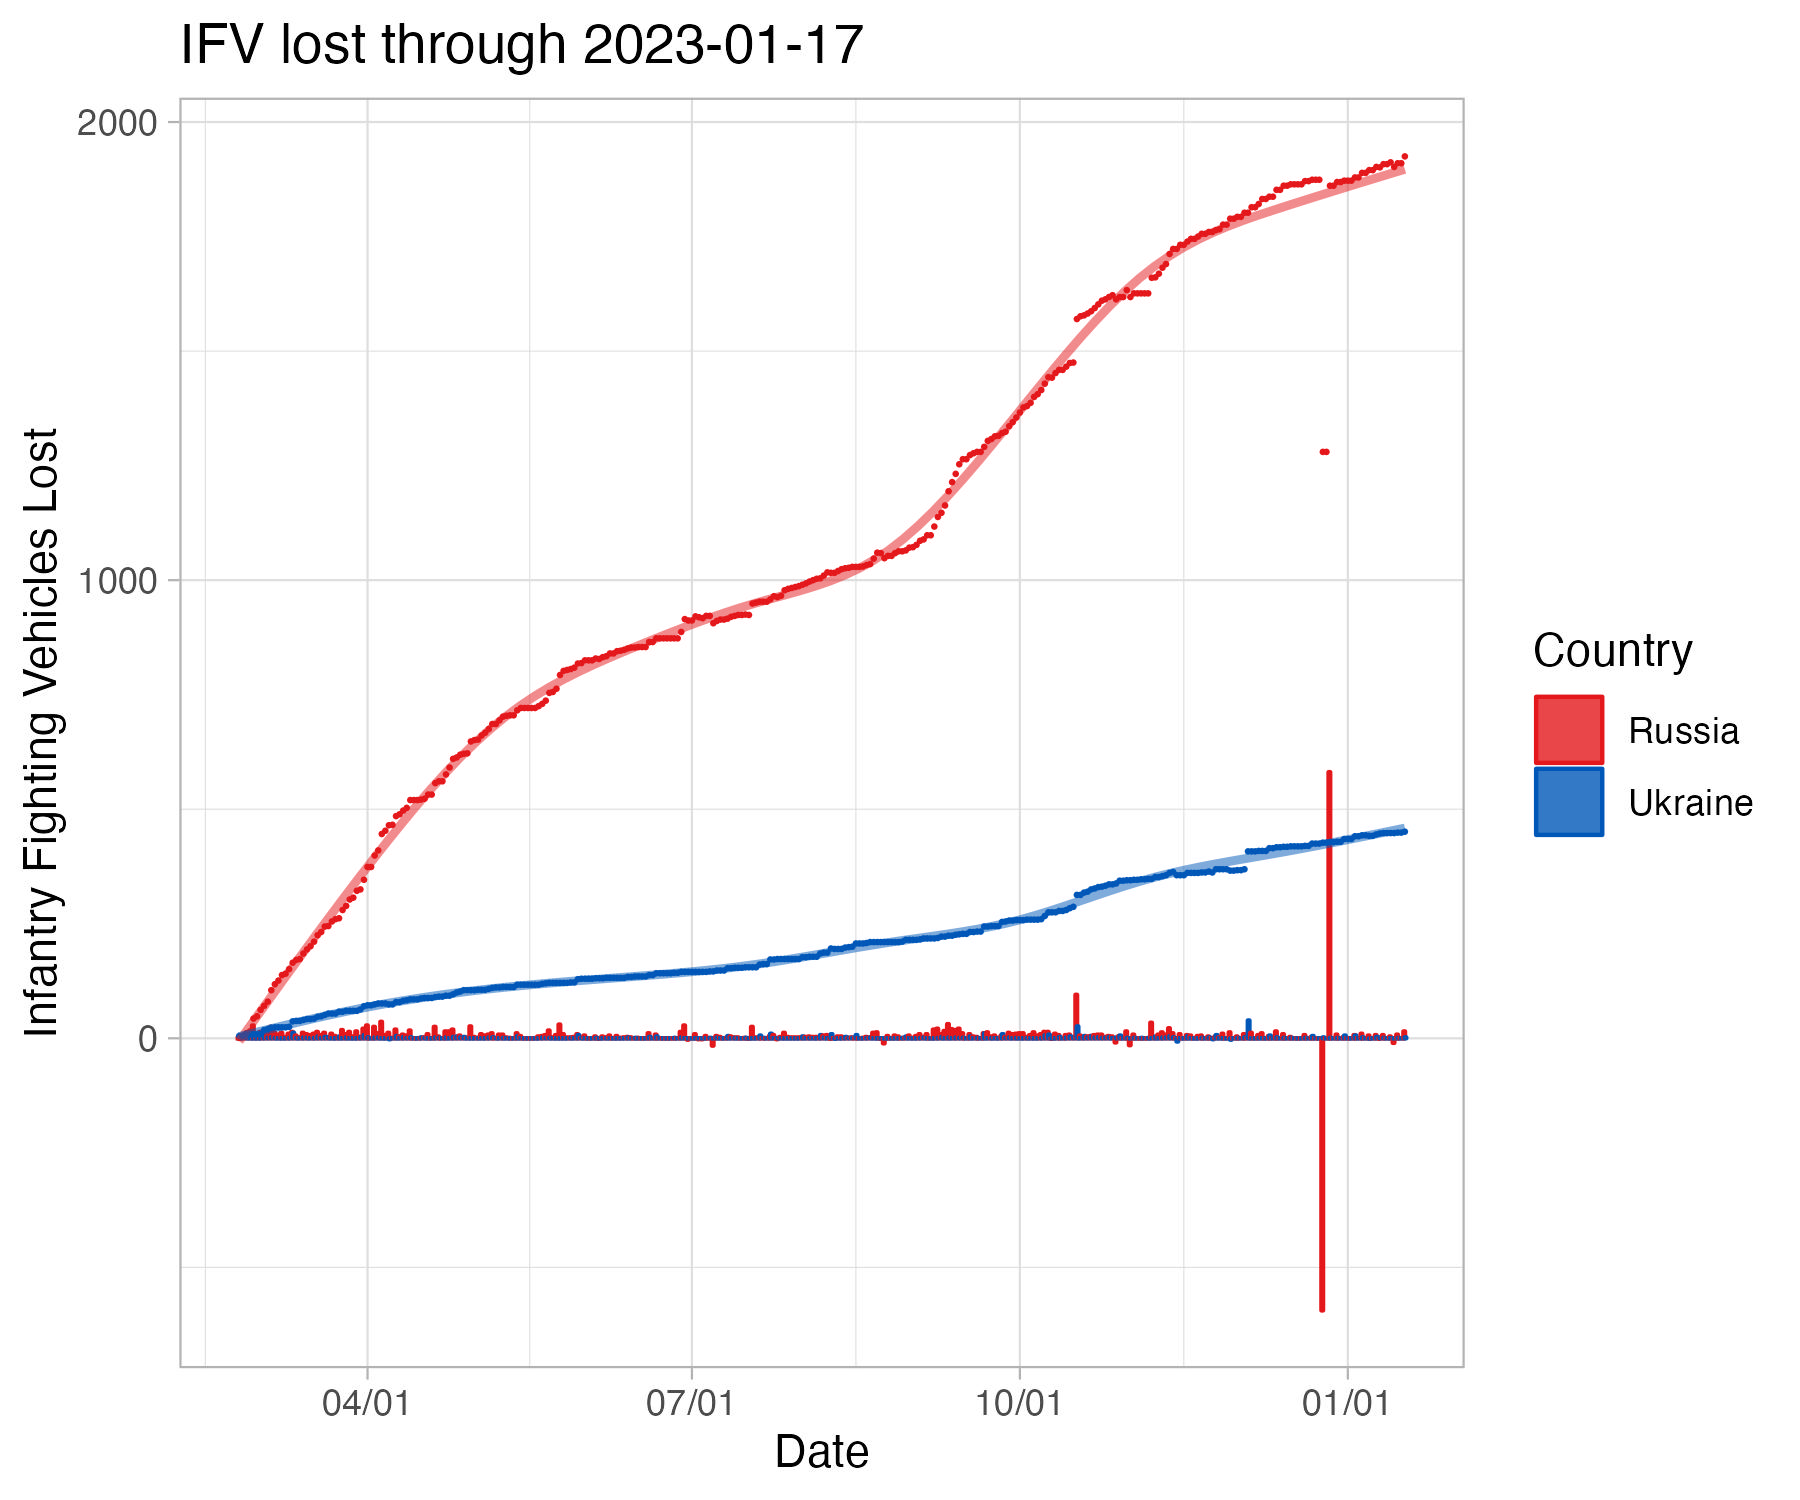 IFV lost through 2023-01-17
Infantry Fighting Vehicles Lost
2000
1000
0
04/01
07/01
10/01
01/01
Date
Country
Russia
Ukraine